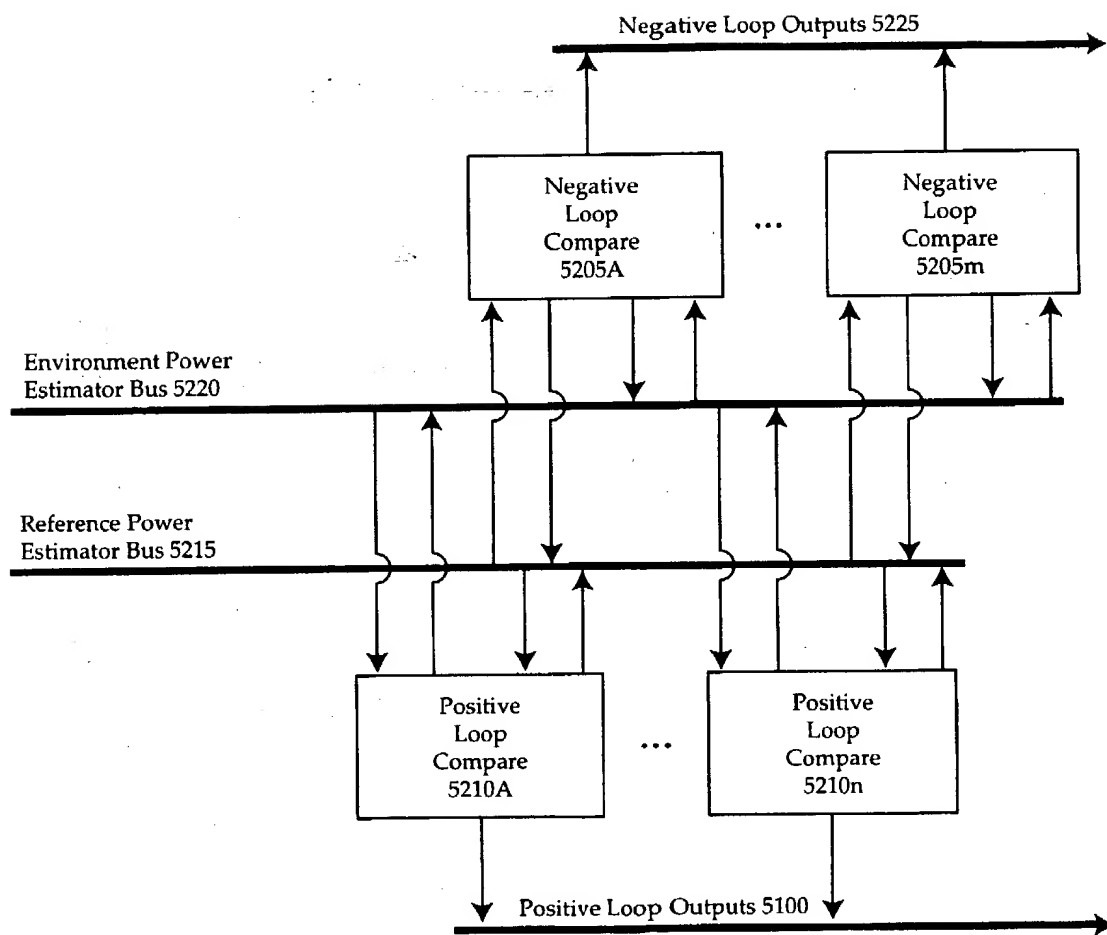 Negative Loop Outputs 5225
Negative
Loop
Compare
5205A
...
Negative
Loop
Compare
5205m
Environment Power
Estimator Bus 5220
Reference Power
Estimator Bus 5215
Positive
Loop
Compare
5210A
...
Positive
Loop
Compare
5210n
Positive Loop Outputs 5100